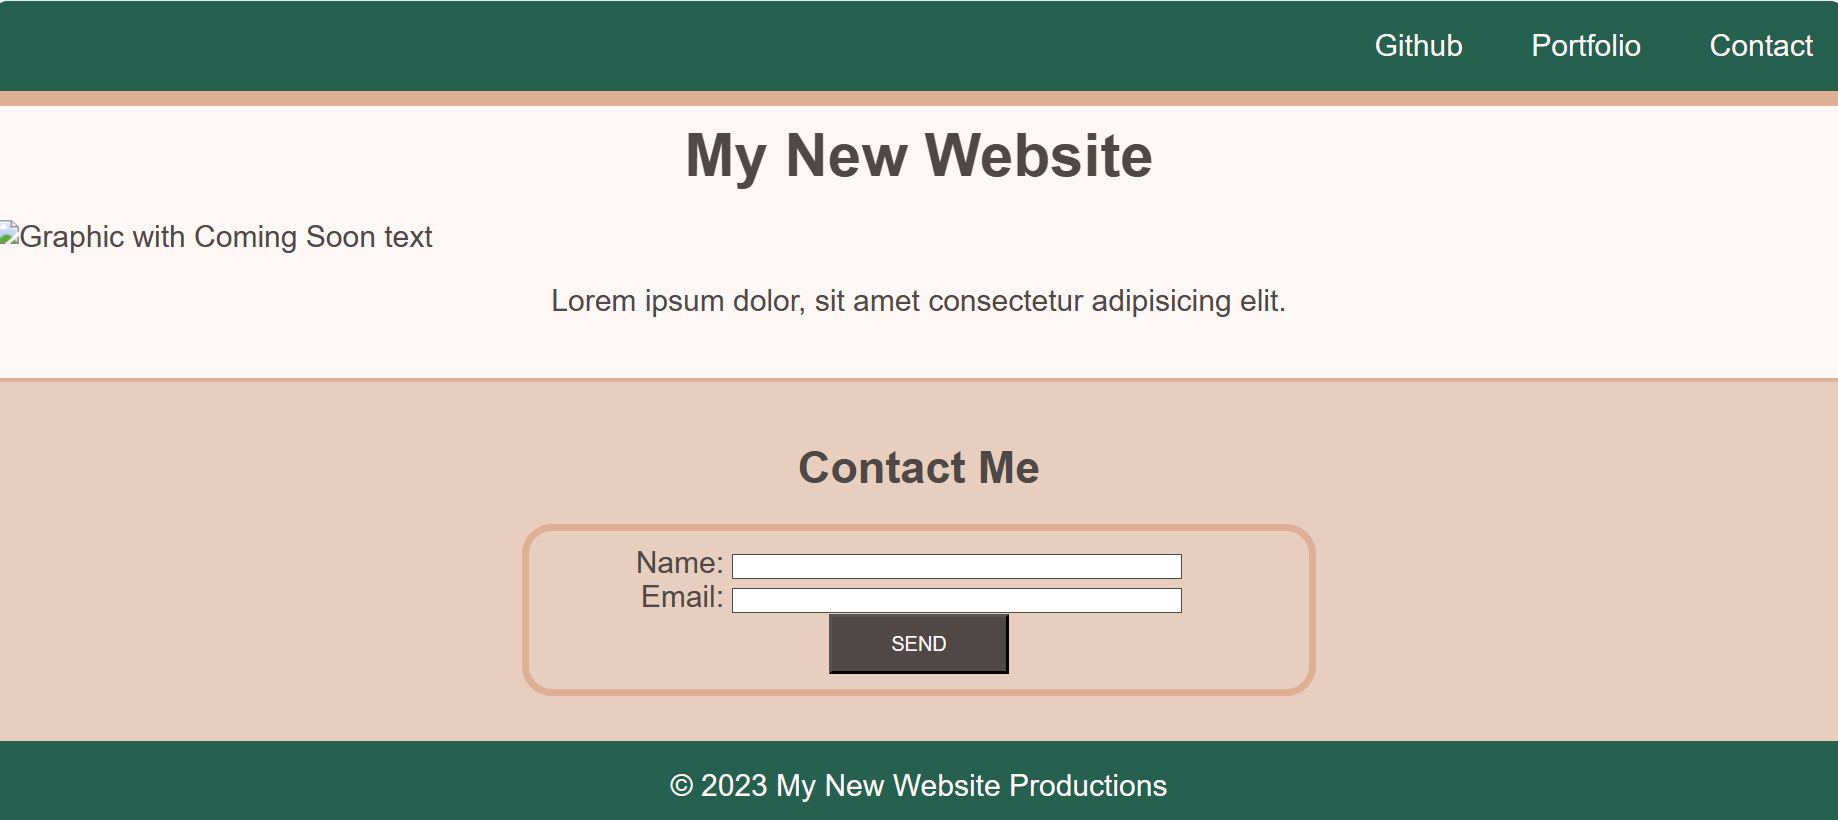 Github Portfolio Contact
My New Website
Graphic with Coming Soon text
Lorem ipsum dolor, sit amet consectetur adipisicing elit.
Contact Me
Name:
Email:
SEND
© 2023 My New Website Productions